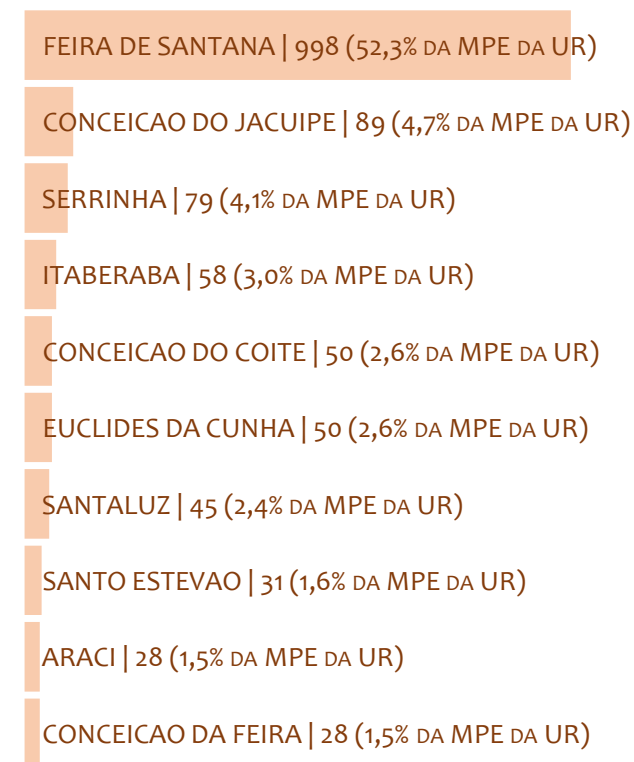 FEIRA DE SANTANA | 998 (52,3% DA MPE DA UR)
CONCEICAO DO JACUIPE | 89 (4,7% DA MPE DA UR)
SERRINHA | 79 (4,1% DA MPE DA UR)
ITABERABA | 58 (3,0% DA MPE DA UR)
CONCEICAO DO COITE | 50 (2,6% DA MPE DA UR)
EUCLIDES DA CUNHA | 50 (2,6% DA MPE DA UR)
SANTALUZ | 45 (2,4% DA MPE DA UR)
SANTO ESTEVAO | 31 (1,6% DA MPE DA UR)
ARACI | 28 (1,5% DA MPE DA UR)
CONCEICAO DA FEIRA | 28 (1,5% DA MPE DA UR)